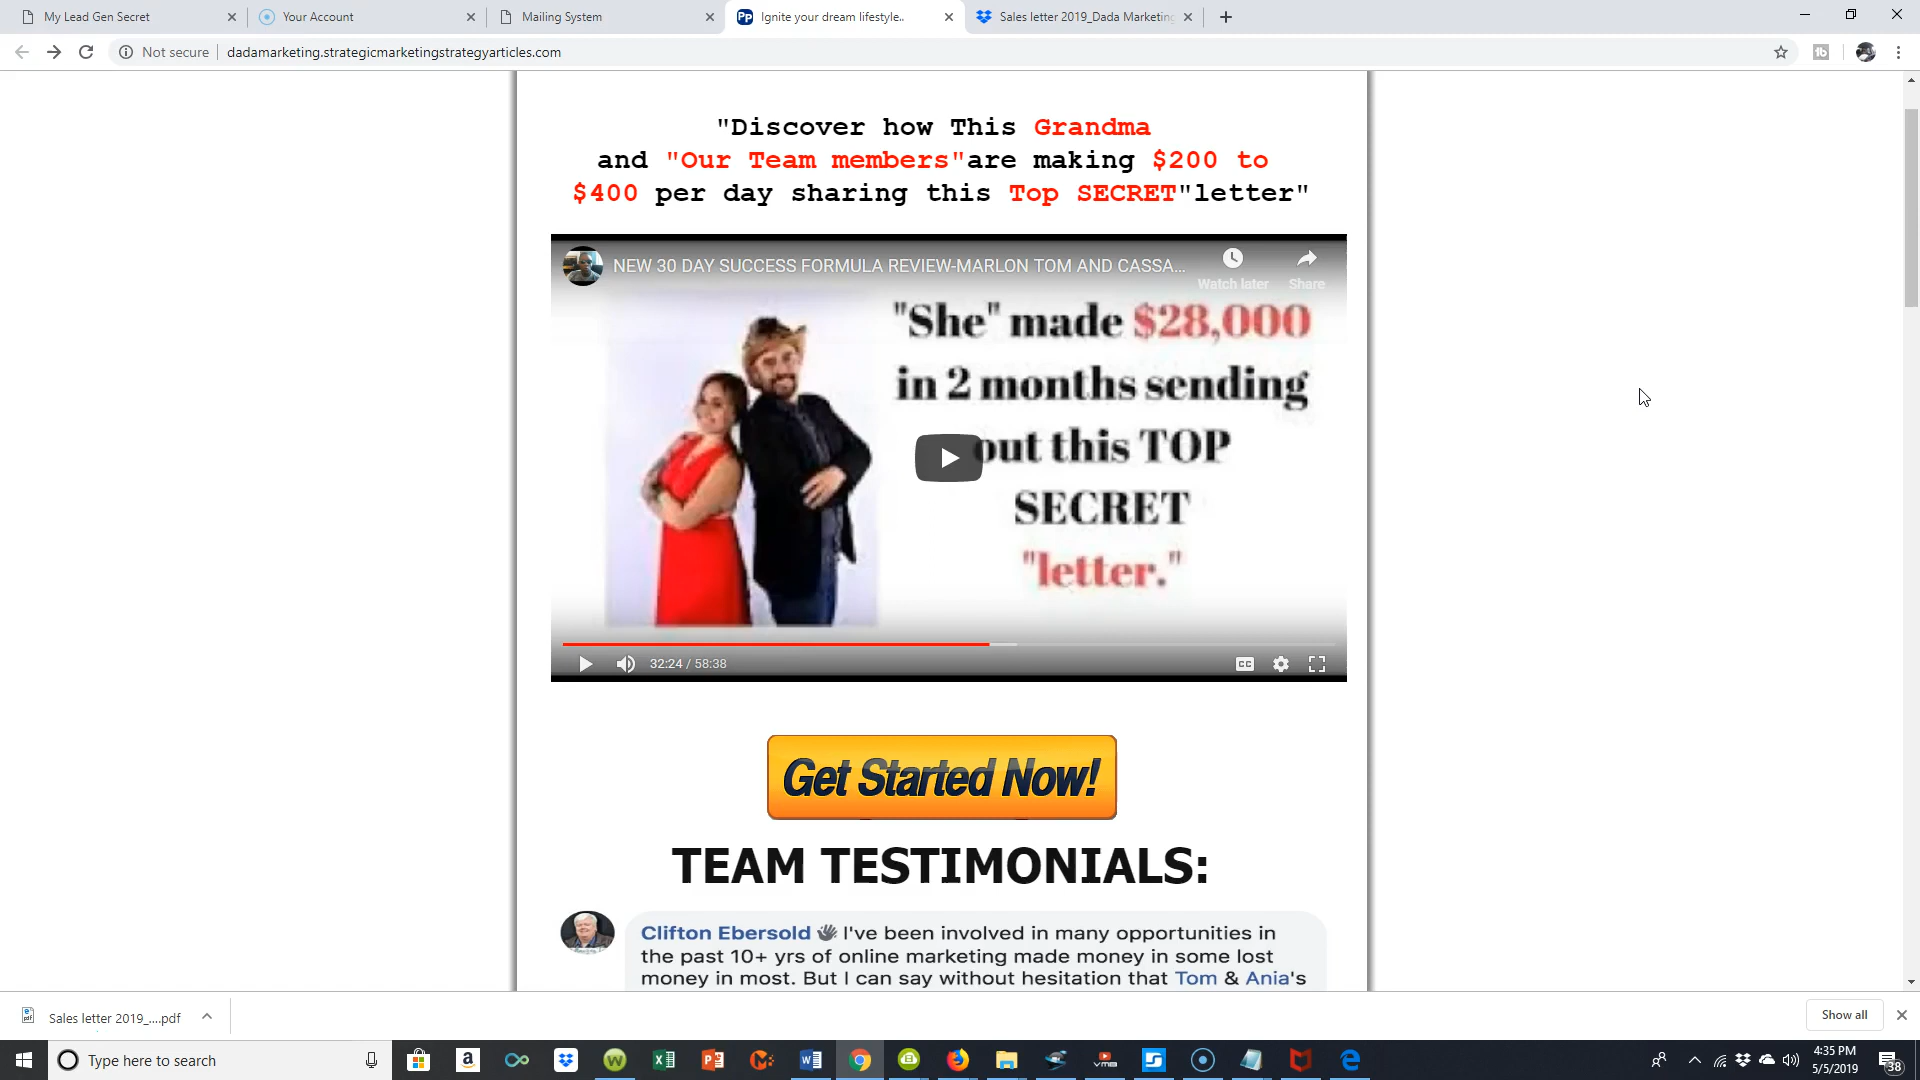 My Lead Gen Secret
Your Account
Mailing System
Ignite your dream lifestyle..
Sales letter 2019_Dada Marketing
Not secure
dadamarketing.strategicmarketingstrategyarticles.com
"Discover how This Grandma
and "Our Team members"are making $200 to
$400 per day sharing this Top SECRET"letter"
NEW 30 DAY SUCCESS FORMULA REVIEW-MARLON TOM AND CASSA...
Watch later
Share
"She" made $28,000
in 2 months sending
out this TOP
SECRET
"letter."
32:24 / 58:38
CC
Get Started Now!
TEAM TESTIMONIALS:
Clifton Ebersold I've been involved in many opportunities in
the past 10+ yrs of online marketing made money in some lost
money in most. But I can say without hesitation that Tom & Ania's
Sales letter 2019_....pdf
Show all
Type here to search
4:35 PM
5/5/2019
38